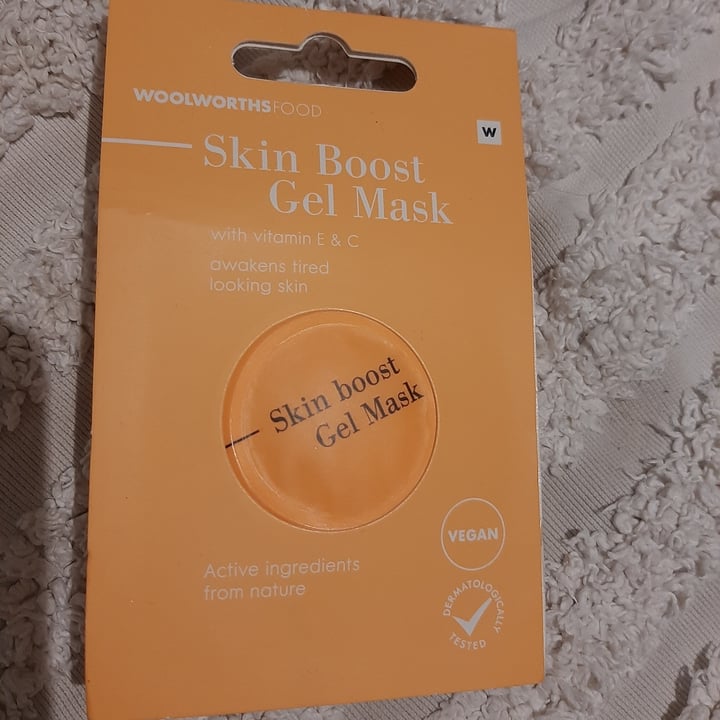 WOOLWORTHSFOOD
W
Skin Boost
Gel Mask
with vitamin E & C
awakens tired
looking skin
Skin boost
Gel Mask
Active ingredients
from nature
VEGAN
DERMATOLOGICALLY
TESTED